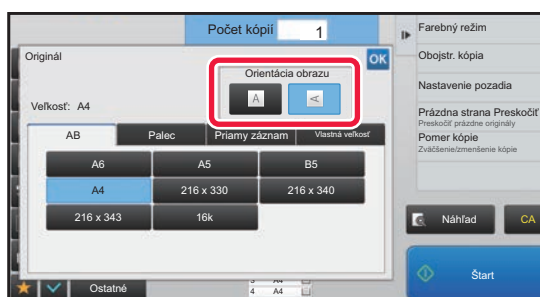 Počet kópií 1
Originál
OK
Orientácia obrazu
A A
Veľkosť: A4
AB Palec Priamy záznam Vlastná veľkosť
A6 A5 B5
A4 216 x 330 216 x 340
216 x 343 16k
Ostatné
4 A4
Farebný režim
Obojstr. kópia
Nastavenie pozadia
Prázdna strana Preskočiť
Preskočiť prázdne originály
Pomer kópie
Zväčšenie/zmenšenie kópie
Náhľad CA
Štart